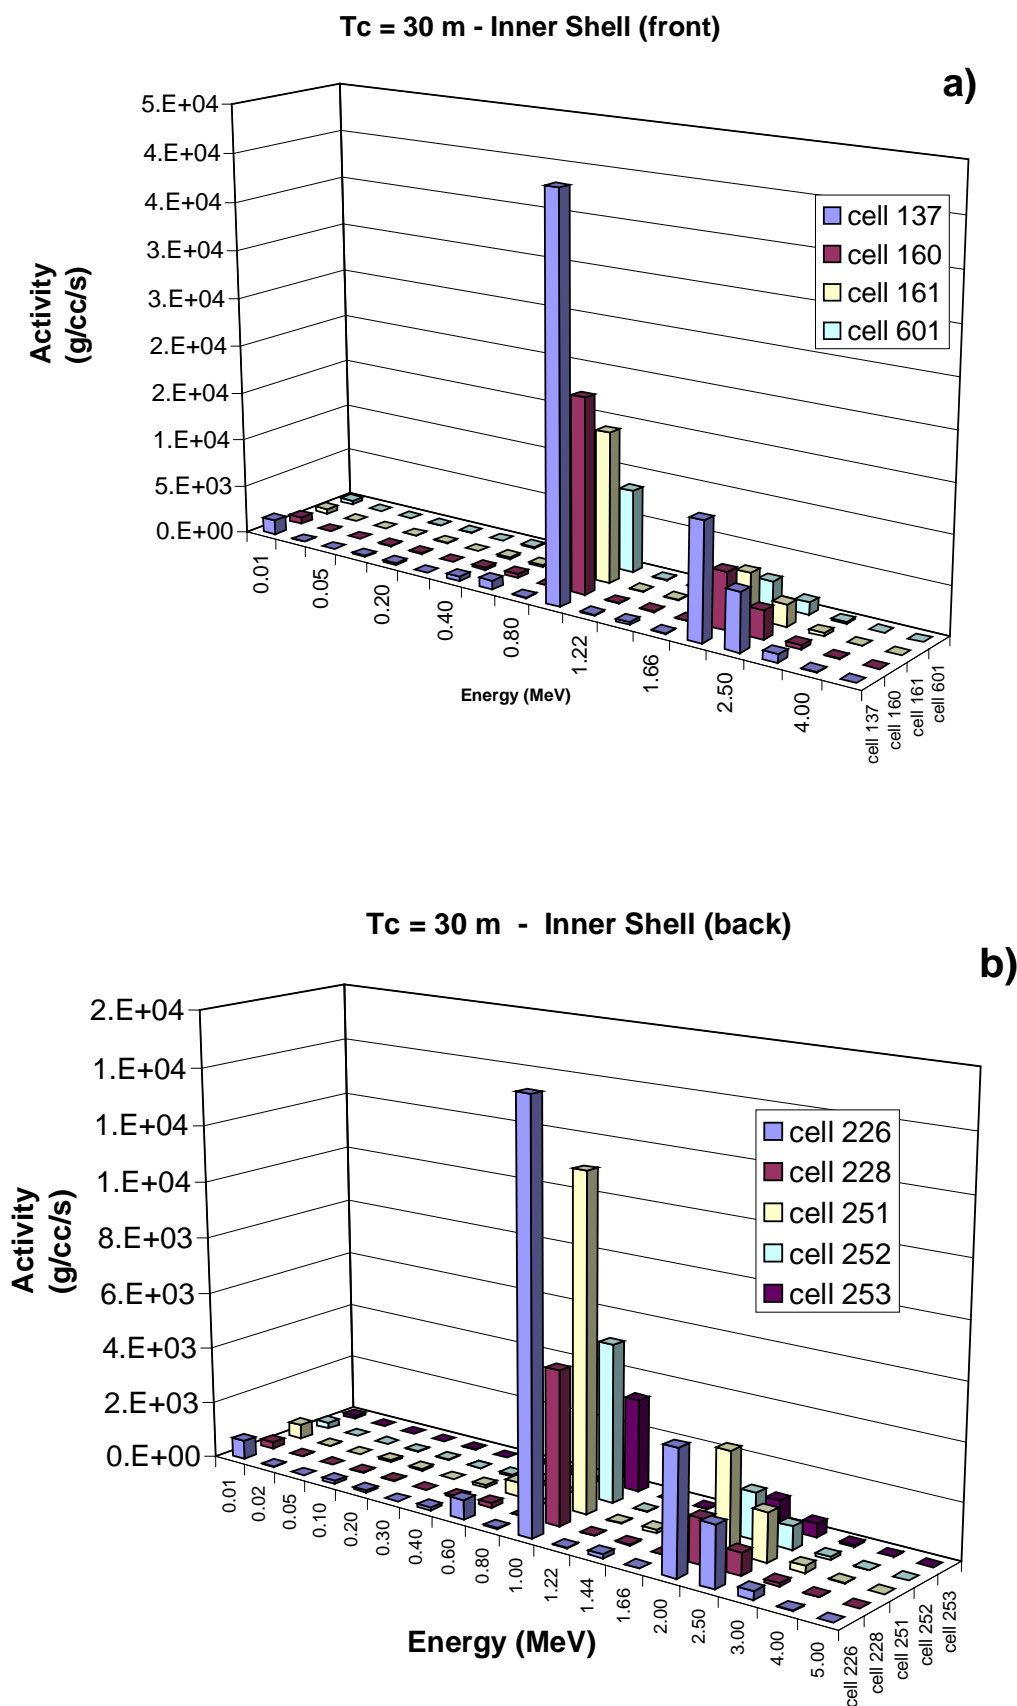 Tc = 30 m - Inner Shell (front)
a)
5.E+04
4.E+04
4.E+04
3.E+04
3.E+04
2.E+04
2.E+04
1.E+04
5.E+03
0.E+00
Activity
(g/cc/s)
cell 137
cell 160
cell 161
cell 601
0.01
0.05
0.20
0.40
0.80
1.22
1.66
2.50
4.00
Energy (MeV)
cell 137
cell 160
cell 161
cell 601
Tc = 30 m - Inner Shell (back)
b)
2.E+04
1.E+04
1.E+04
1.E+04
8.E+03
6.E+03
4.E+03
2.E+03
0.E+00
Activity
(g/cc/s)
cell 226
cell 228
cell 251
cell 252
cell 253
0.01
0.02
0.05
0.10
0.20
0.30
0.40
0.60
0.80
1.00
1.22
1.44
1.66
2.00
2.50
3.00
4.00
5.00
Energy (MeV)
cell 226
cell 228
cell 251
cell 252
cell 253